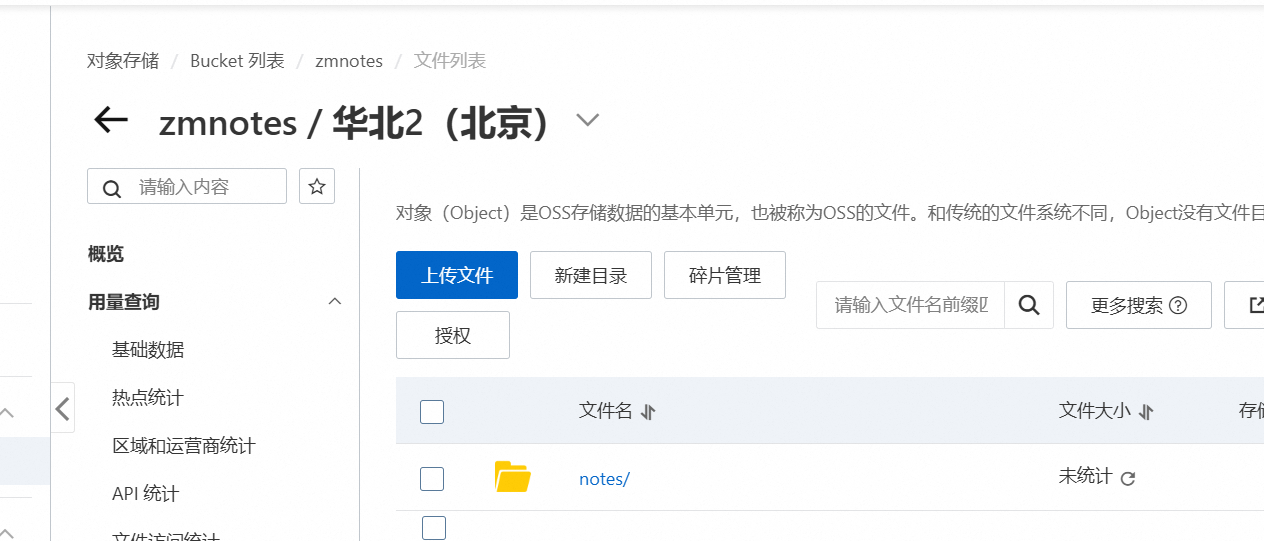 对象存储 / Bucket 列表 / zmnotes / 文件列表
zmnotes / 华北2（北京）
请输入内容
对象（Object）是OSS存储数据的基本单元，也被称为OSS的文件。和传统的文件系统不同，Object没有文件目
概览
上传文件 新建目录 碎片管理
用量查询
请输入文件名前缀匹 更多搜索
授权
基础数据
热点统计
文件名 文件大小 存储
区域和运营商统计
notes/ 未统计
API 统计
文件访问统计